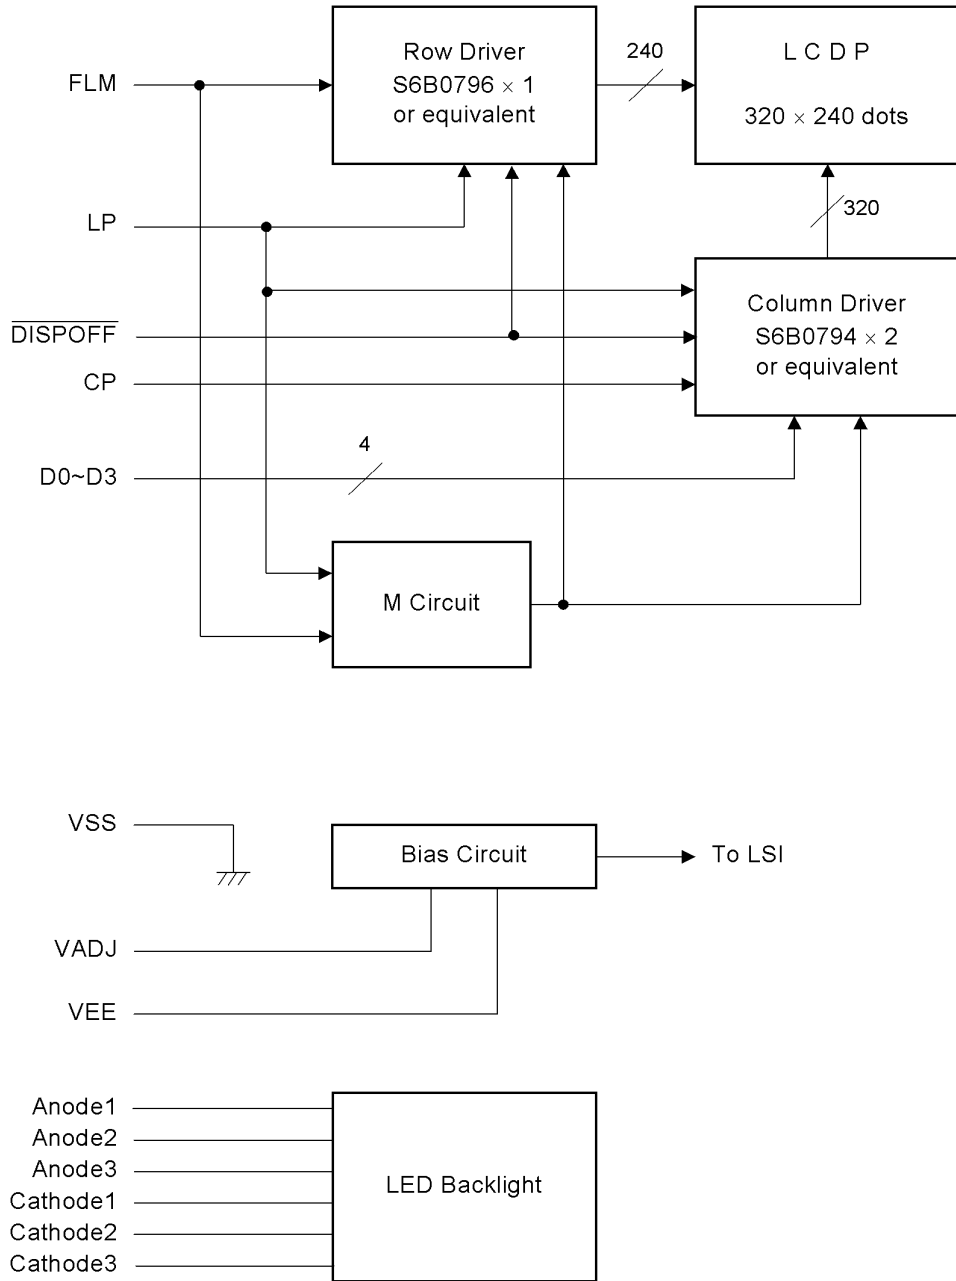 Row Driver
S6B0796 × 1
or equivalent
240
L C D P
320 × 240 dots
FLM
LP
320
DISPOFF
Column Driver
S6B0794 × 2
or equivalent
CP
4
D0~D3
M Circuit
VSS
Bias Circuit
To LSI
VADJ
VEE
Anode1
Anode2
Anode3
Cathode1
Cathode2
Cathode3
LED Backlight